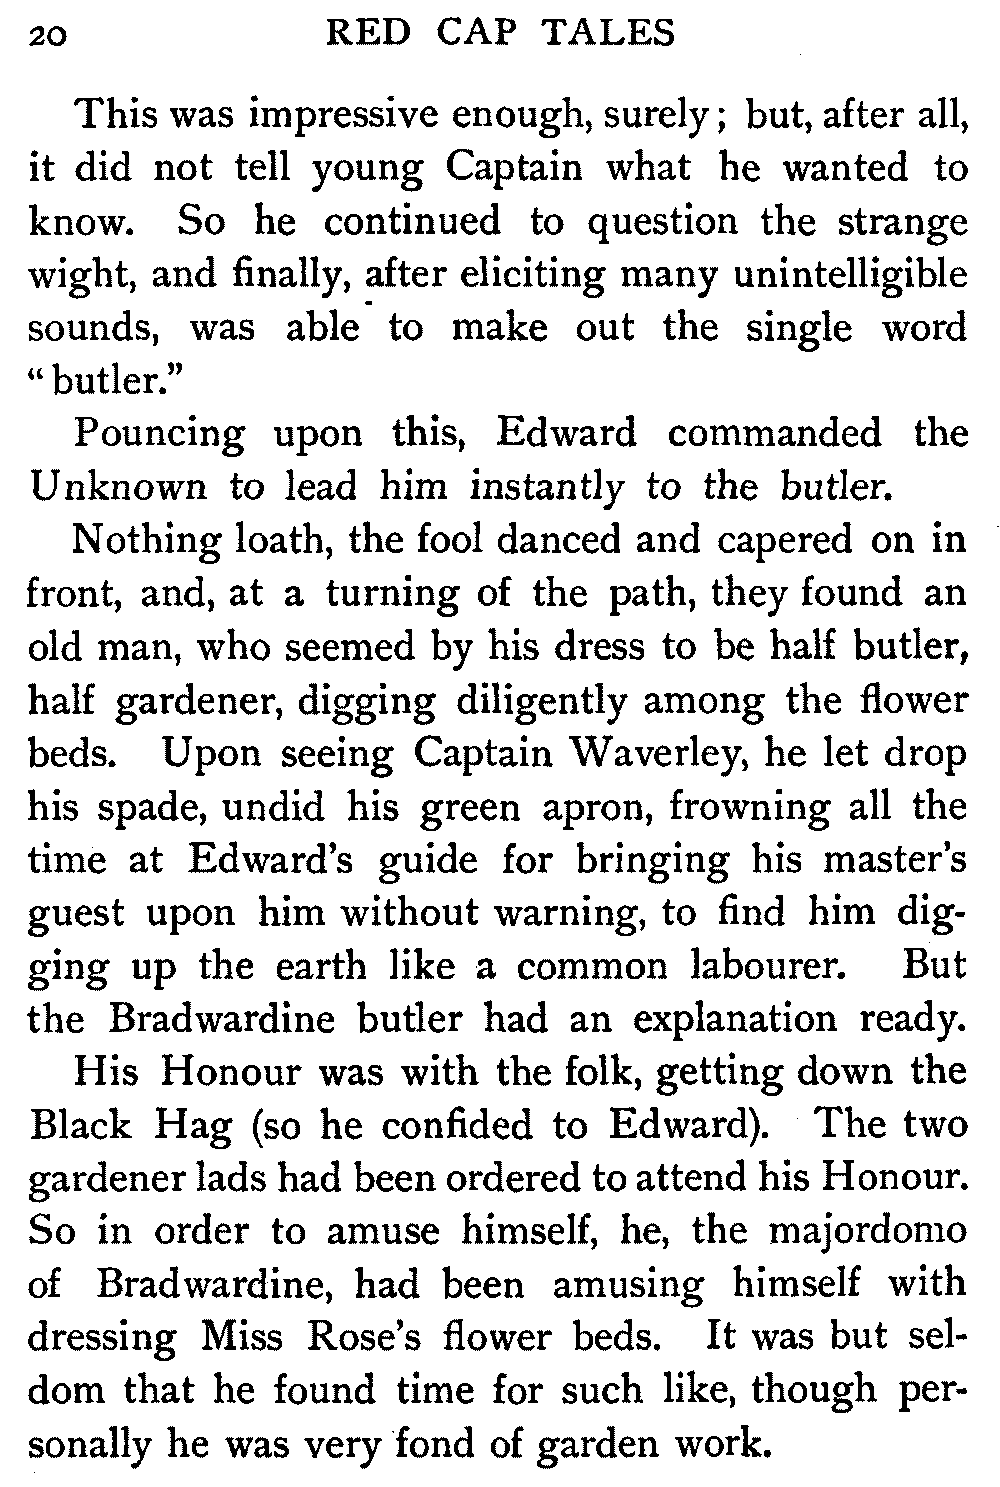 20 RED CAP TALES
This was impressive enough, surely; but, after all,
it did not tell young Captain what he wanted to
know. So he continued to question the strange
wight, and finally, after eliciting many unintelligible
sounds, was able to make out the single word
"butler."
Pouncing upon this, Edward commanded the
Unknown to lead him instantly to the butler.
Nothing loath, the fool danced and capered on in
front, and, at a turning of the path, they found an
old man, who seemed by his dress to be half butler,
half gardener, digging diligently among the flower
beds. Upon seeing Captain Waverley, he let drop
his spade, undid his green apron, frowning all the
time at Edward's guide for bringing his master's
guest upon him without warning, to find him dig-
ging up the earth like a common labourer. But
the Bradwardine butler had an explanation ready.
His Honour was with the folk, getting down the
Black Hag (so he confided to Edward). The two
gardener lads had been ordered to attend his Honour.
So in order to amuse himself, he, the majordomo
of Bradwardine, had been amusing himself with
dressing Miss Rose's flower beds. It was but sel-
dom that he found time for such like, though per-
sonally he was very fond of garden work.